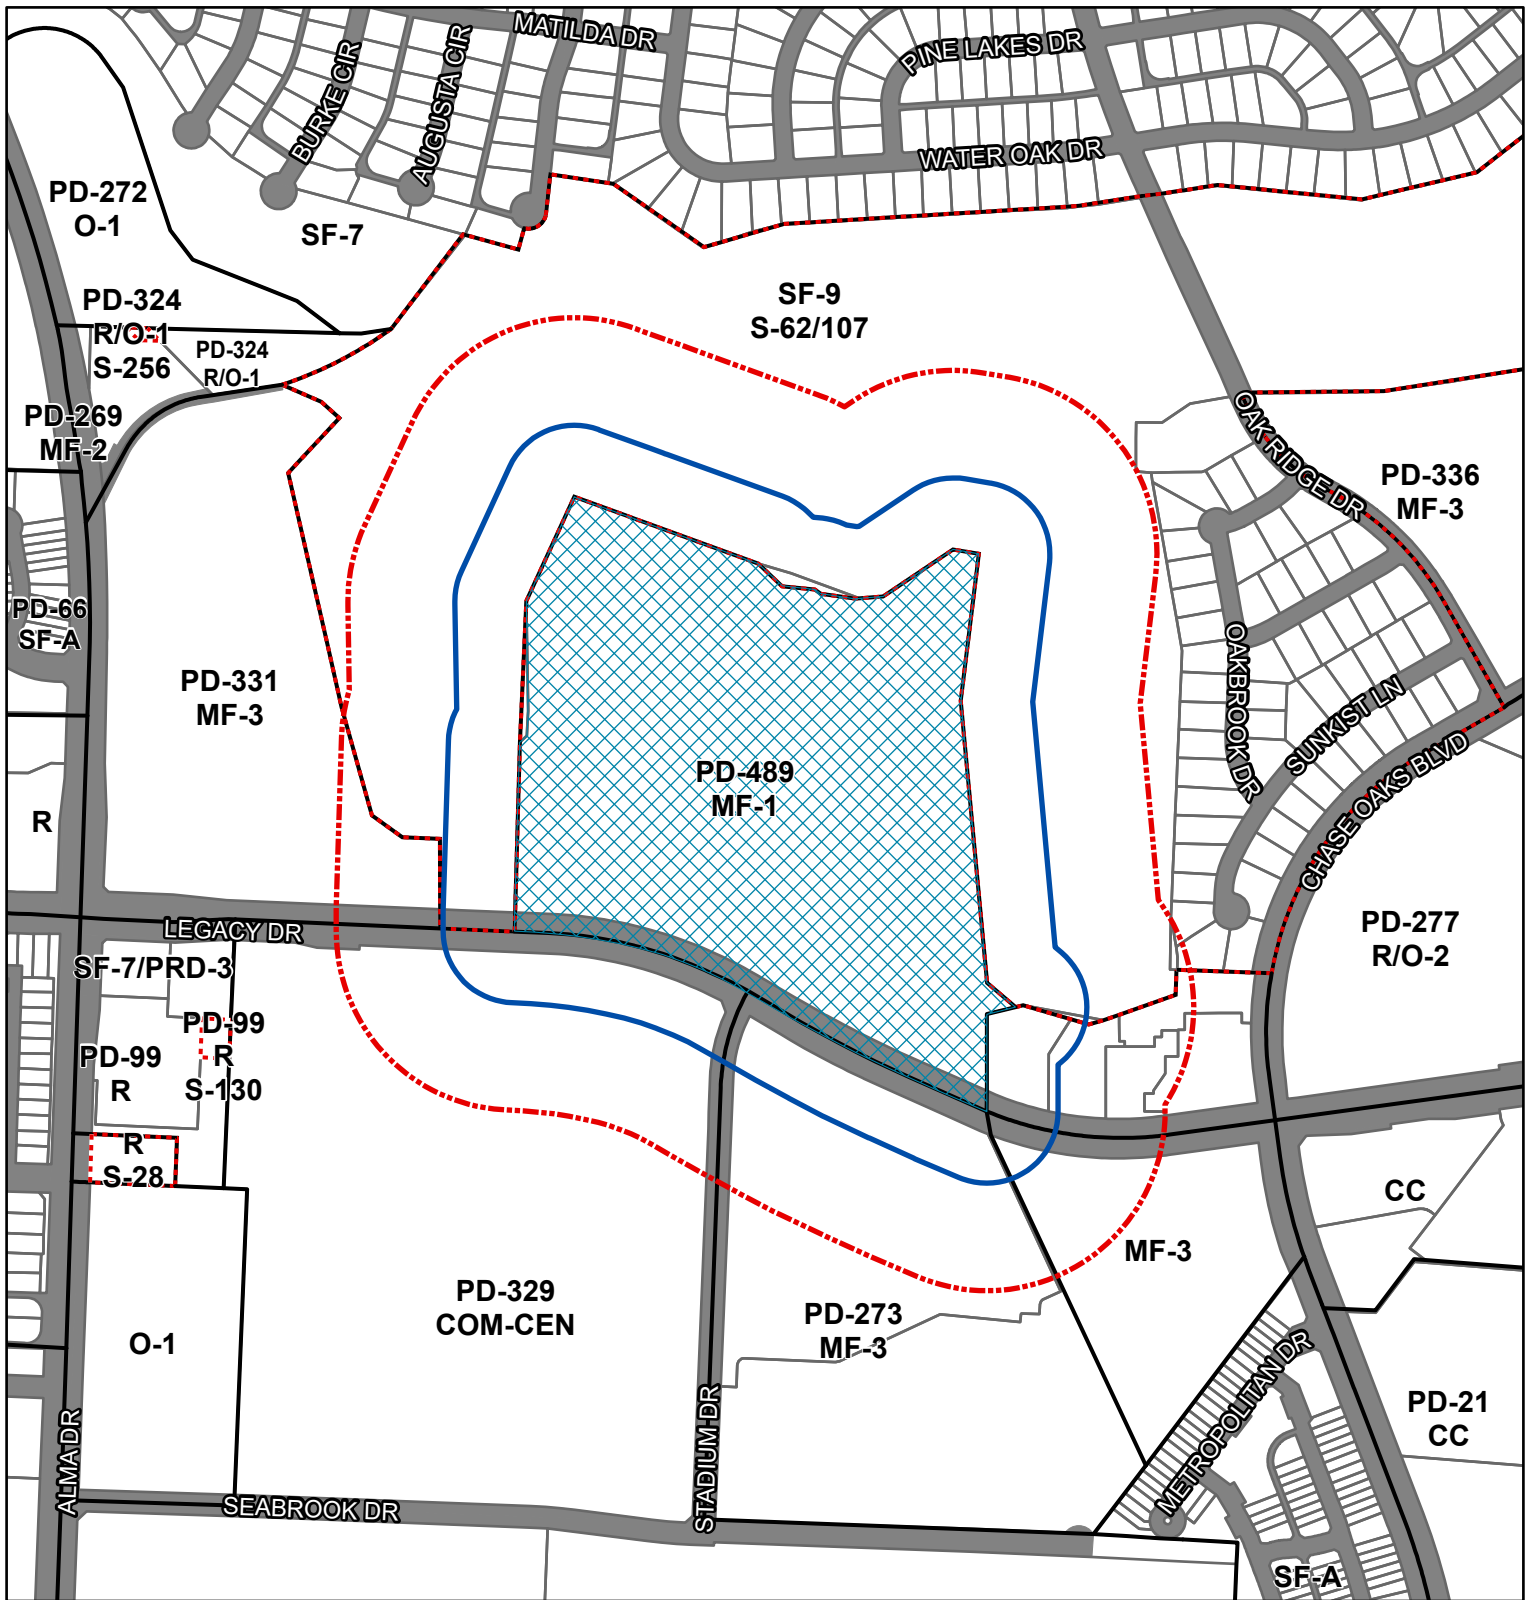 MATILDA DR
PINE LAKES DR
BURKE CIR
AUGUSTA CIR
WATER OAK DR
PD-272
O-1
SF-7
SF-9
S-62/107
PD-324
R/O-1
S-256
PD-324
R/O-1
PD-269
MF-2
OAK RIDGE DR
PD-336
MF-3
PD-66
SF-A
PD-331
MF-3
OAKBROOK DR
SUNKIST LN
CHASE OAKS BLVD
PD-489
MF-1
R
LEGACY DR
PD-277
R/O-2
SF-7/PRD-3
PD-99
R
S-130
PD-99
R
R
S-28
CC
MF-3
PD-329
COM-CEN
PD-273
MF-3
O-1
METROPOLITAN DR
PD-21
CC
ALMA DR
STADIUM DR
SEABROOK DR
SF-A